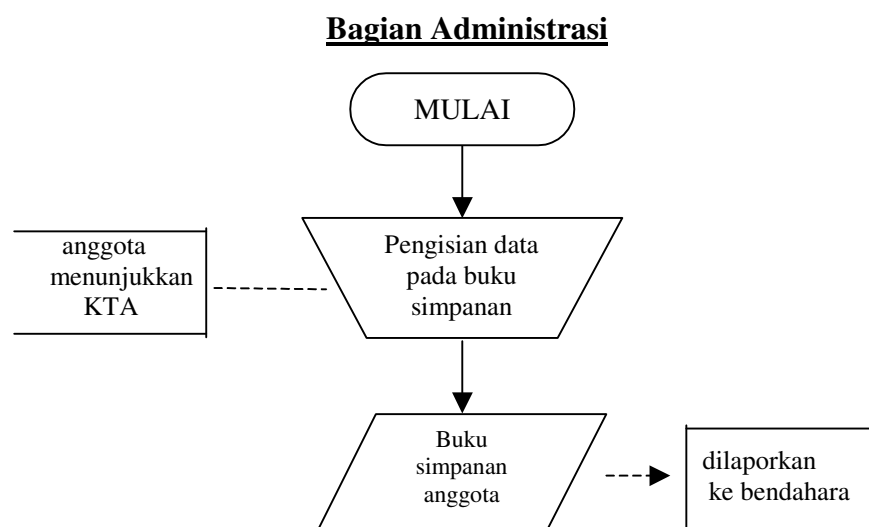 Bagian Administrasi
MULAI
anggota
menunjukkan
KTA
Pengisian data
pada buku
simpanan
Buku
simpanan
anggota
dilaporkan
ke bendahara